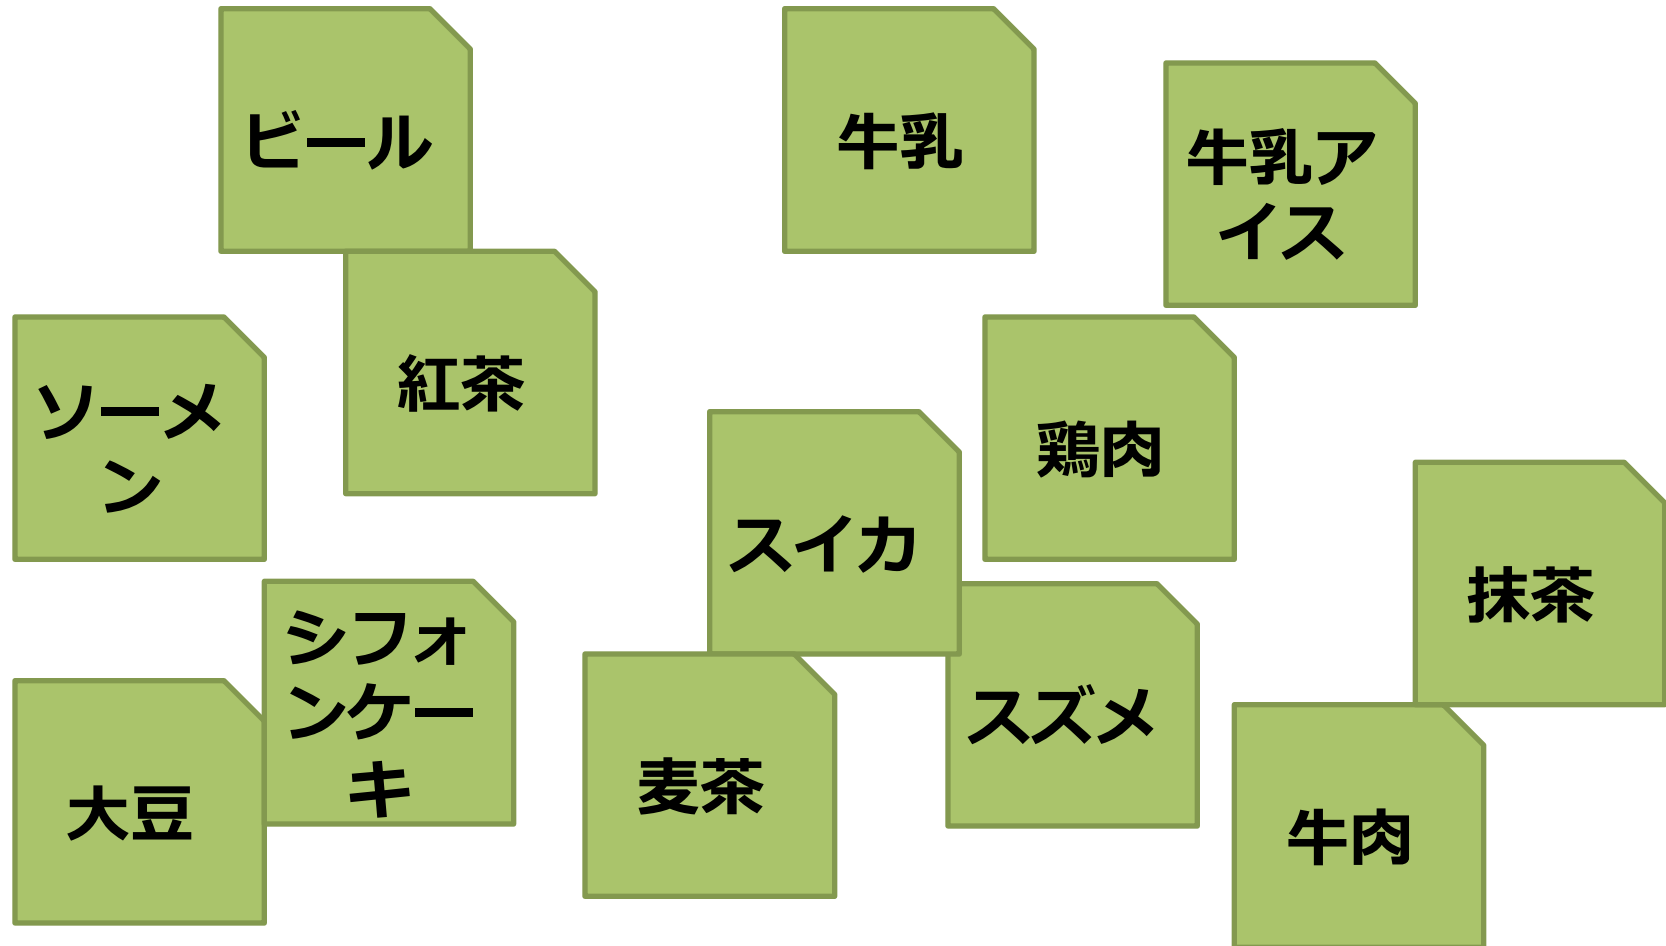 ビール
牛乳
牛乳ア
イス
紅茶
ソーメ
ン
鶏肉
スイカ
抹茶
シフォ
ンケー
キ
スズメ
麦茶
大豆
牛肉